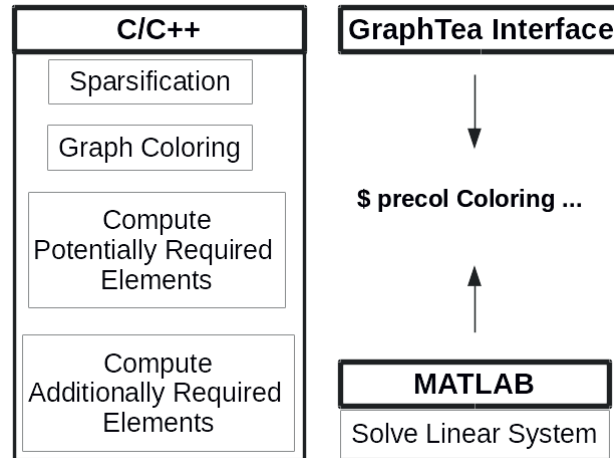 C/C++
Sparsification
Graph Coloring
Compute
Potentially Required
Elements
Compute
Additionally Required
Elements
GraphTea Interface
$ precol Coloring ...
MATLAB
Solve Linear System